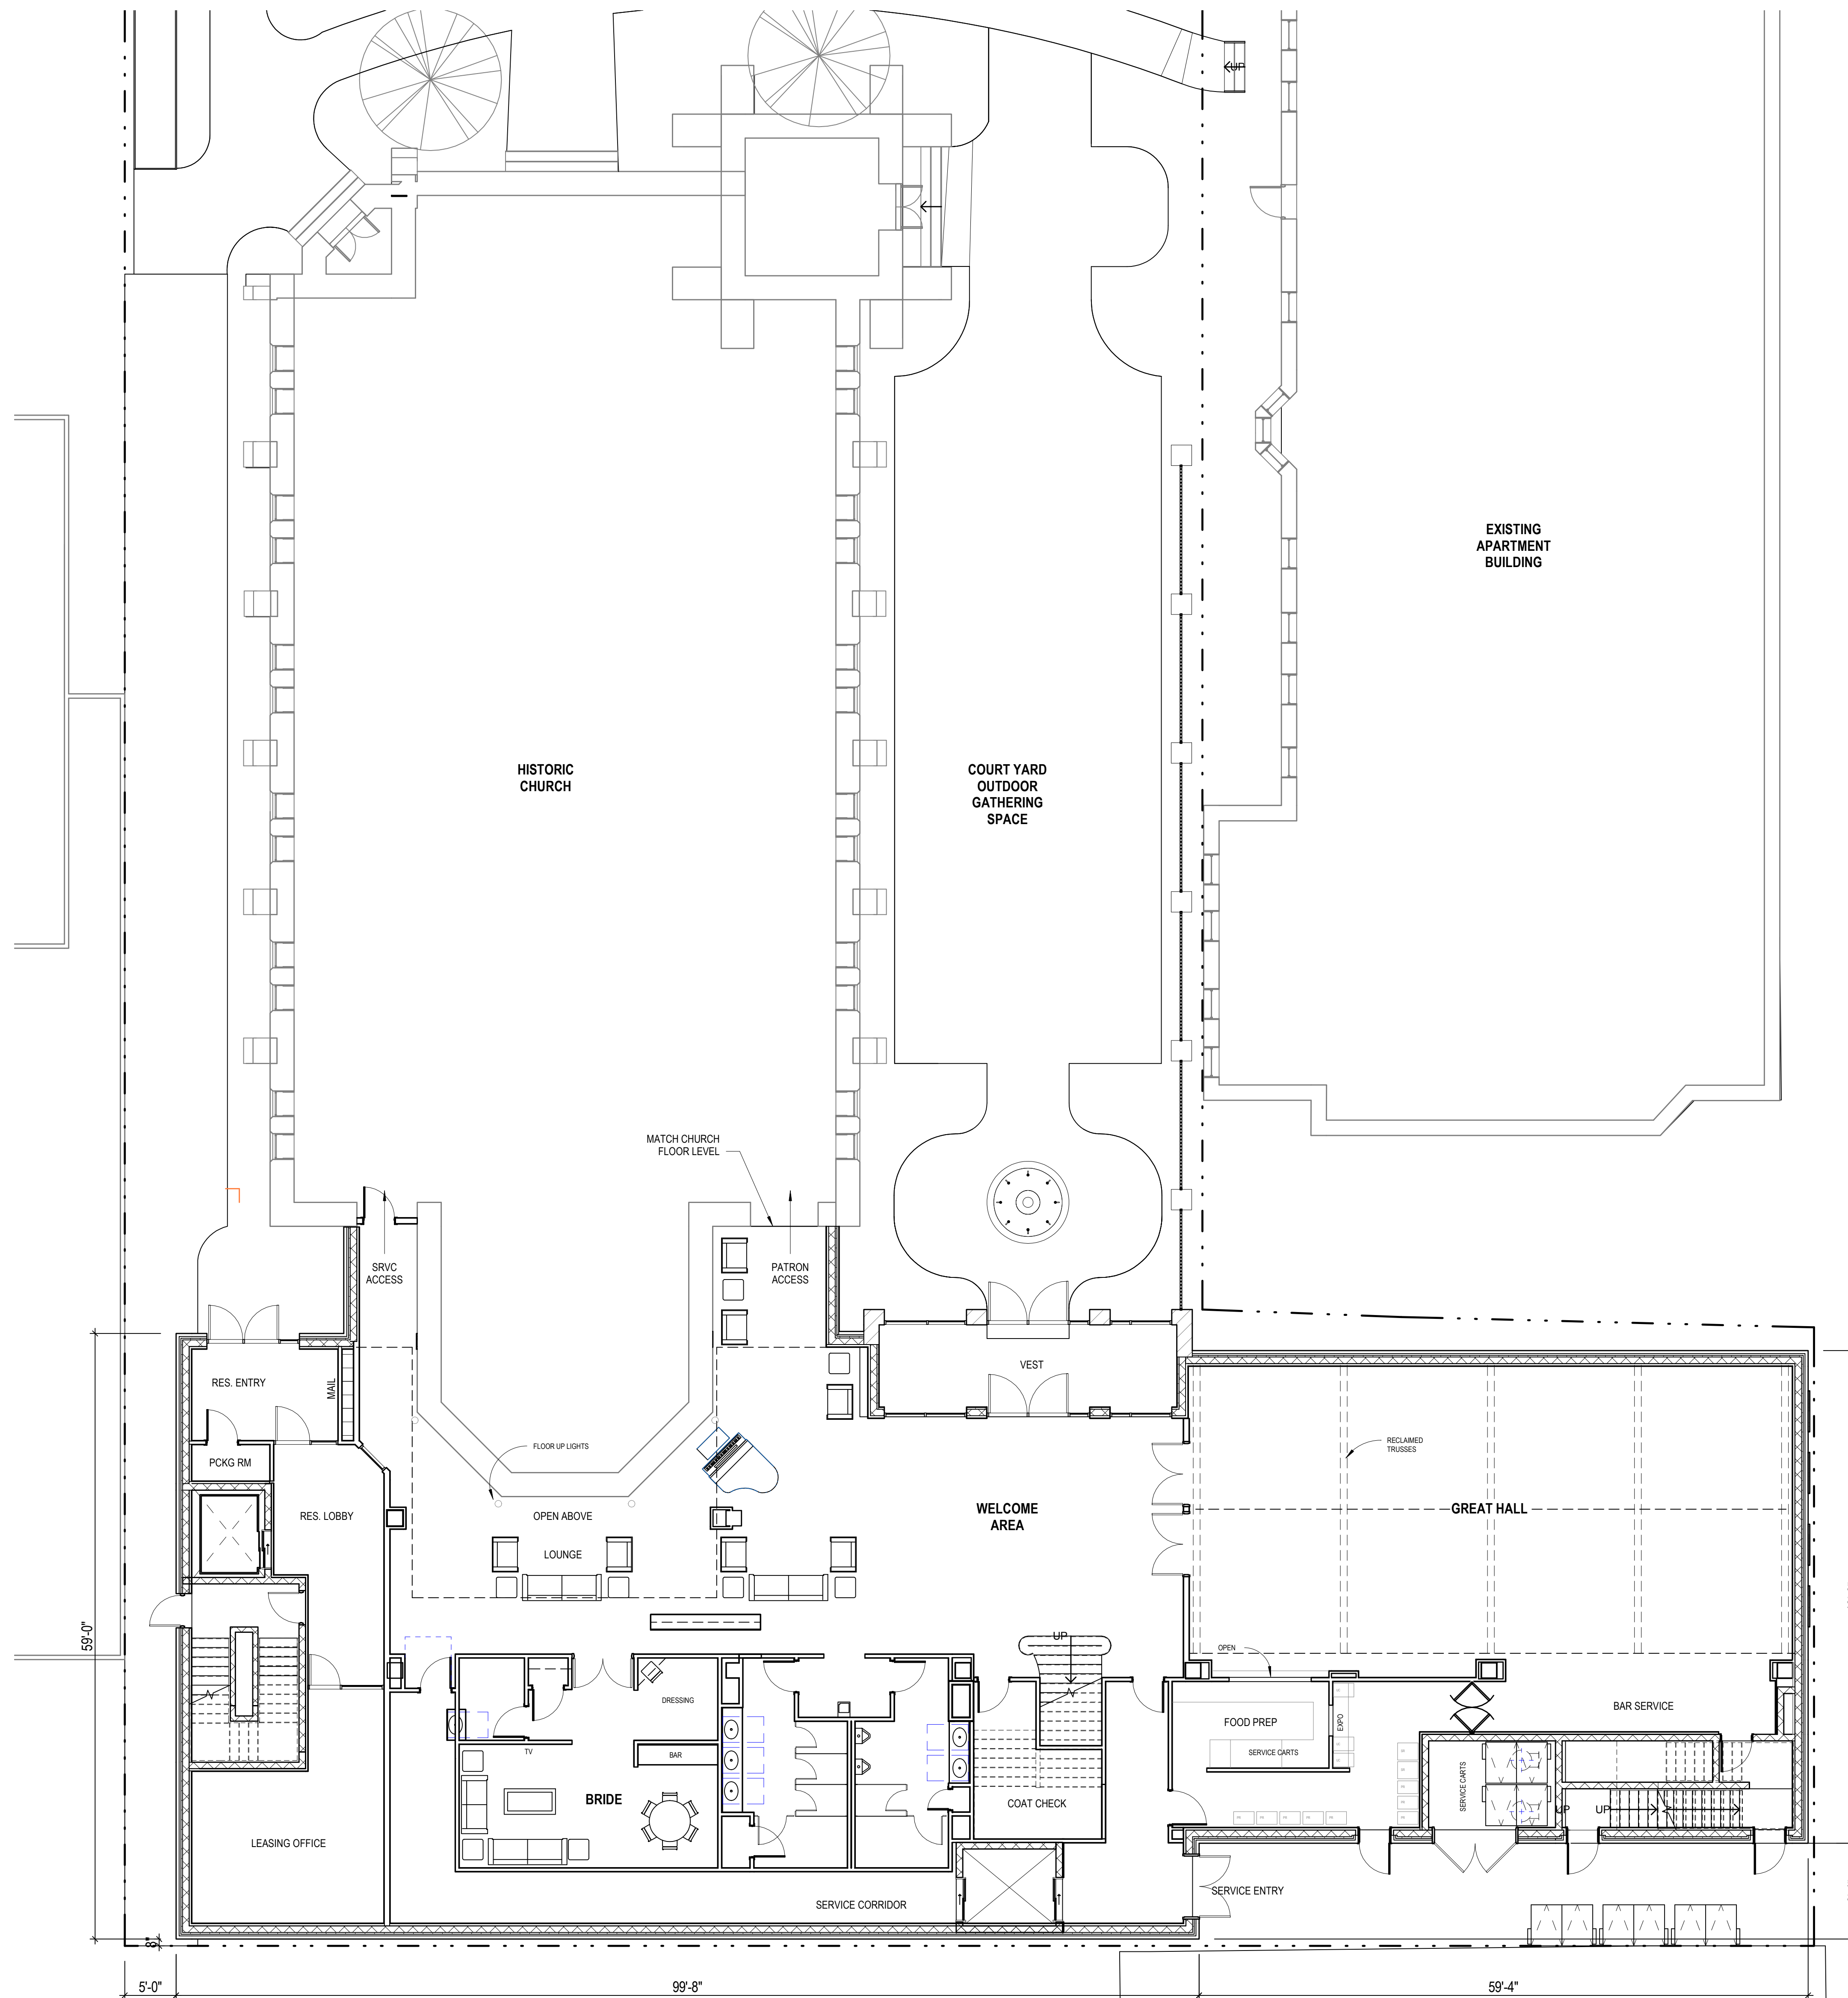 UP
EXISTING
APARTMENT
BUILDING
HISTORIC
CHURCH
COURT YARD
OUTDOOR
GATHERING
SPACE
MATCH CHURCH
FLOOR LEVEL
SRVC
ACCESS
PATRON
ACCESS
VEST
RES. ENTRY
MAIL
PCKG RM
FLOOR UP LIGHTS
RECLAIMED
TRUSSES
RES. LOBBY
OPEN ABOVE
WELCOME
AREA
GREAT HALL
LOUNGE
59'-0"
UP
OPEN
DRESSING
BAR SERVICE
FOOD PREP
EXPO
TV
BAR
SERVICE CARTS
SERVICE CARTS
BRIDE
COAT CHECK
UP
UP
LEASING OFFICE
SERVICE CORRIDOR
SERVICE ENTRY
8"
5'-0"
99'-8"
59'-4"